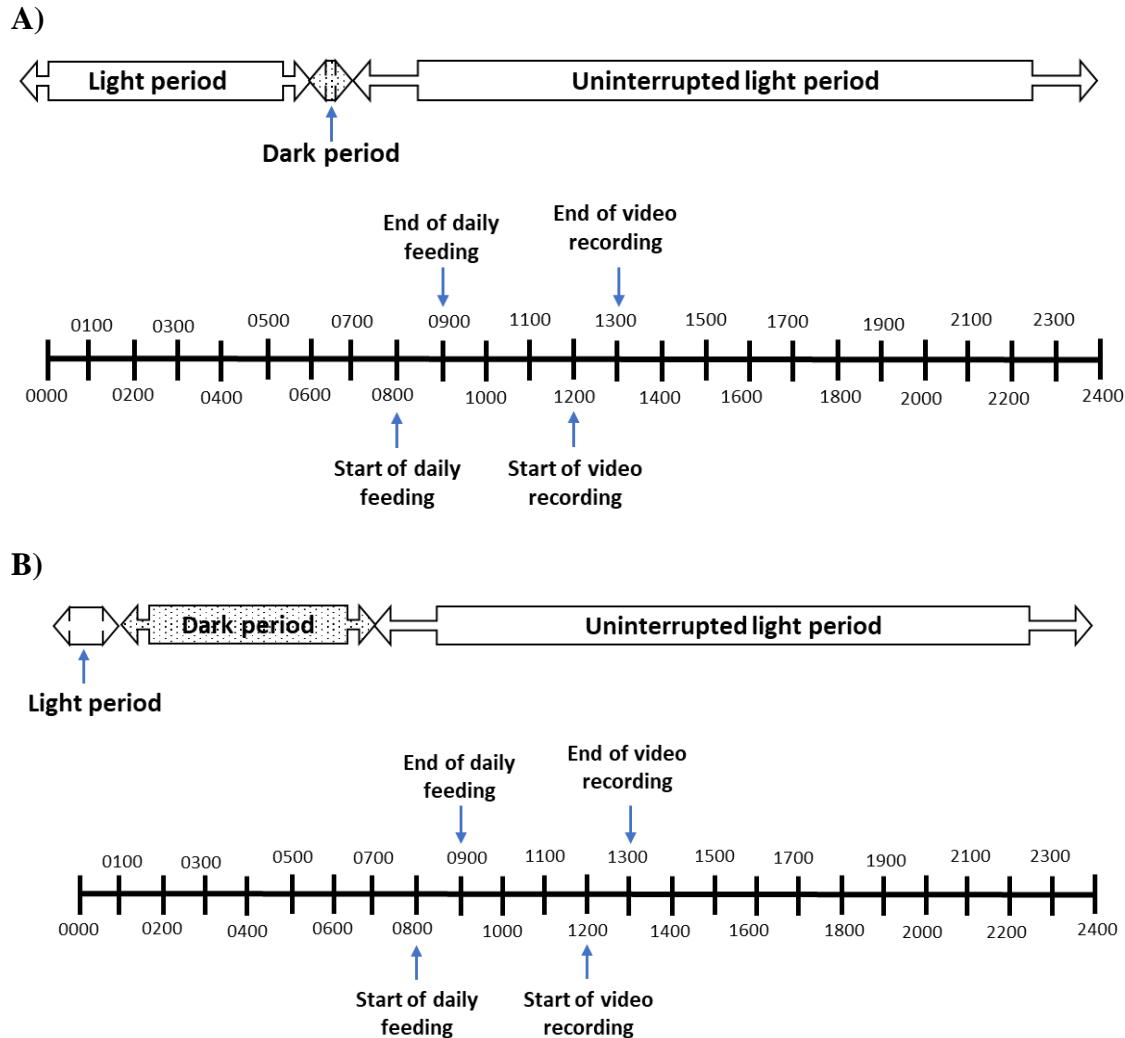 A)
Light period
Uninterrupted light period
Dark period
End of daily
feeding
End of video
recording
0100 0300 0500 0700 0900 1100 1300 1500 1700 1900 2100 2300
0000 0200 0400 0600 0800 1000 1200 1400 1600 1800 2000 2200 2400
Start of daily
feeding
Start of video
recording
B)
Dark period
Uninterrupted light period
Light period
End of daily
feeding
End of video
recording
0100 0300 0500 0700 0900 1100 1300 1500 1700 1900 2100 2300
0000 0200 0400 0600 0800 1000 1200 1400 1600 1800 2000 2200 2400
Start of daily
feeding
Start of video
recording